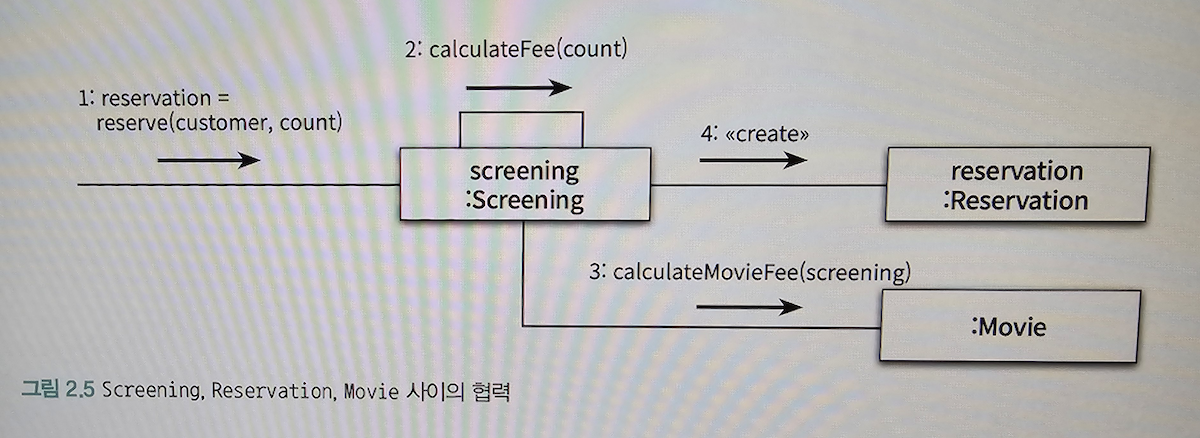 2: calculateFee(count)
1: reservation =
reserve(customer, count)
4: «create»
screening
:Screening
reservation
:Reservation
3: calculateMovieFee(screening)
:Movie
그림 2.5 Screening, Reservation, Movie 사이의 협력